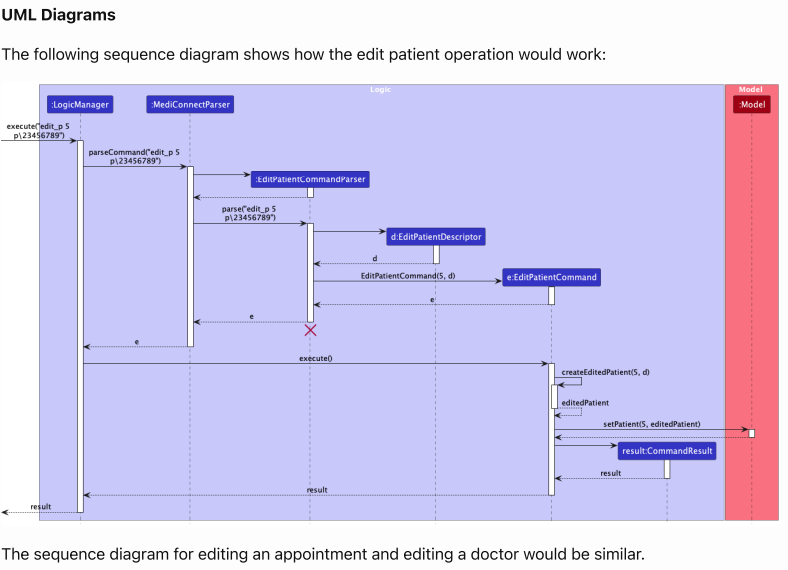 UML Diagrams
The following sequence diagram shows how the edit patient operation would work:
Logic
Model
:LogicManager
:MediConnectParser
:Model
execute("edit_p 5
p\23456789")
parseCommand("edit_p 5
p\23456789")
:EditPatientCommandParser
parse("edit_p 5
p\23456789")
d:EditPatientDescriptor
d
EditPatientCommand(5, d)
e:EditPatientCommand
e
e
e
execute()
createEditedPatient(5, d)
editedPatient
setPatient(5, editedPatient)
result:CommandResult
result
result
result
The sequence diagram for editing an appointment and editing a doctor would be similar.